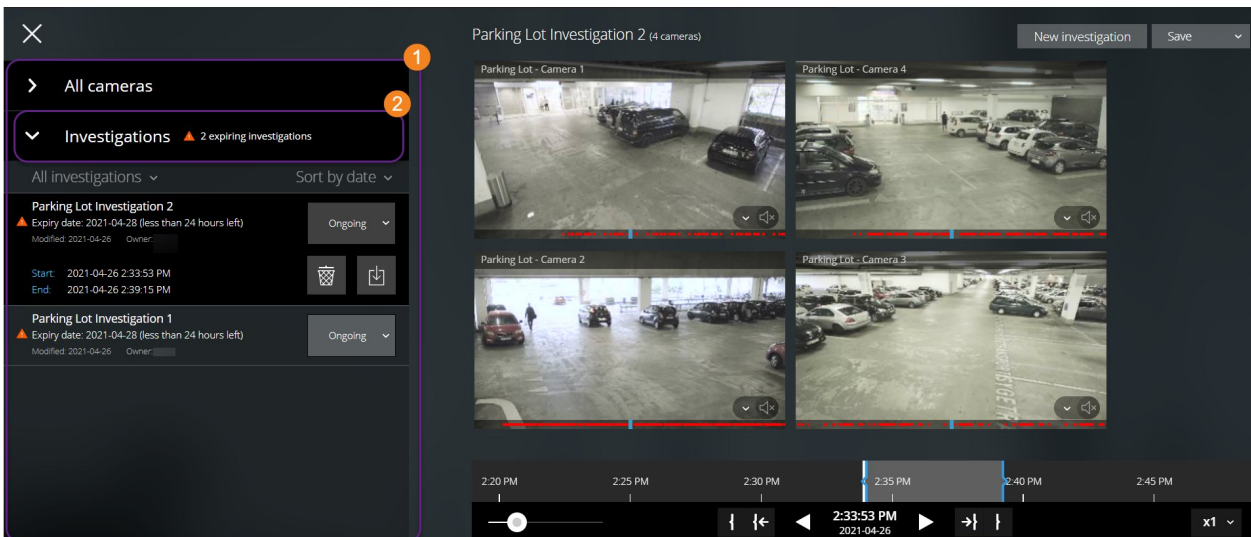 1
All cameras
2
Investigations 2 expiring investigations
All investigations Sort by date
Parking Lot Investigation 2
Expiry date: 2021-04-28 (less than 24 hours left)
Modified: 2021-04-26 Owner:
Ongoing
Start: 2021-04-26 2:33:53 PM
End: 2021-04-26 2:39:15 PM
Parking Lot Investigation 1
Expiry date: 2021-04-28 (less than 24 hours left)
Modified: 2021-04-26 Owner:
Ongoing
Parking Lot Investigation 2 (4 cameras)
New investigation Save
Parking Lot - Camera 1
Parking Lot - Camera 4
Parking Lot - Camera 2
Parking Lot - Camera 3
2:20 PM 2:25 PM 2:30 PM 2:35 PM 2:40 PM 2:45 PM
2:33:53 PM
2021-04-26
x1